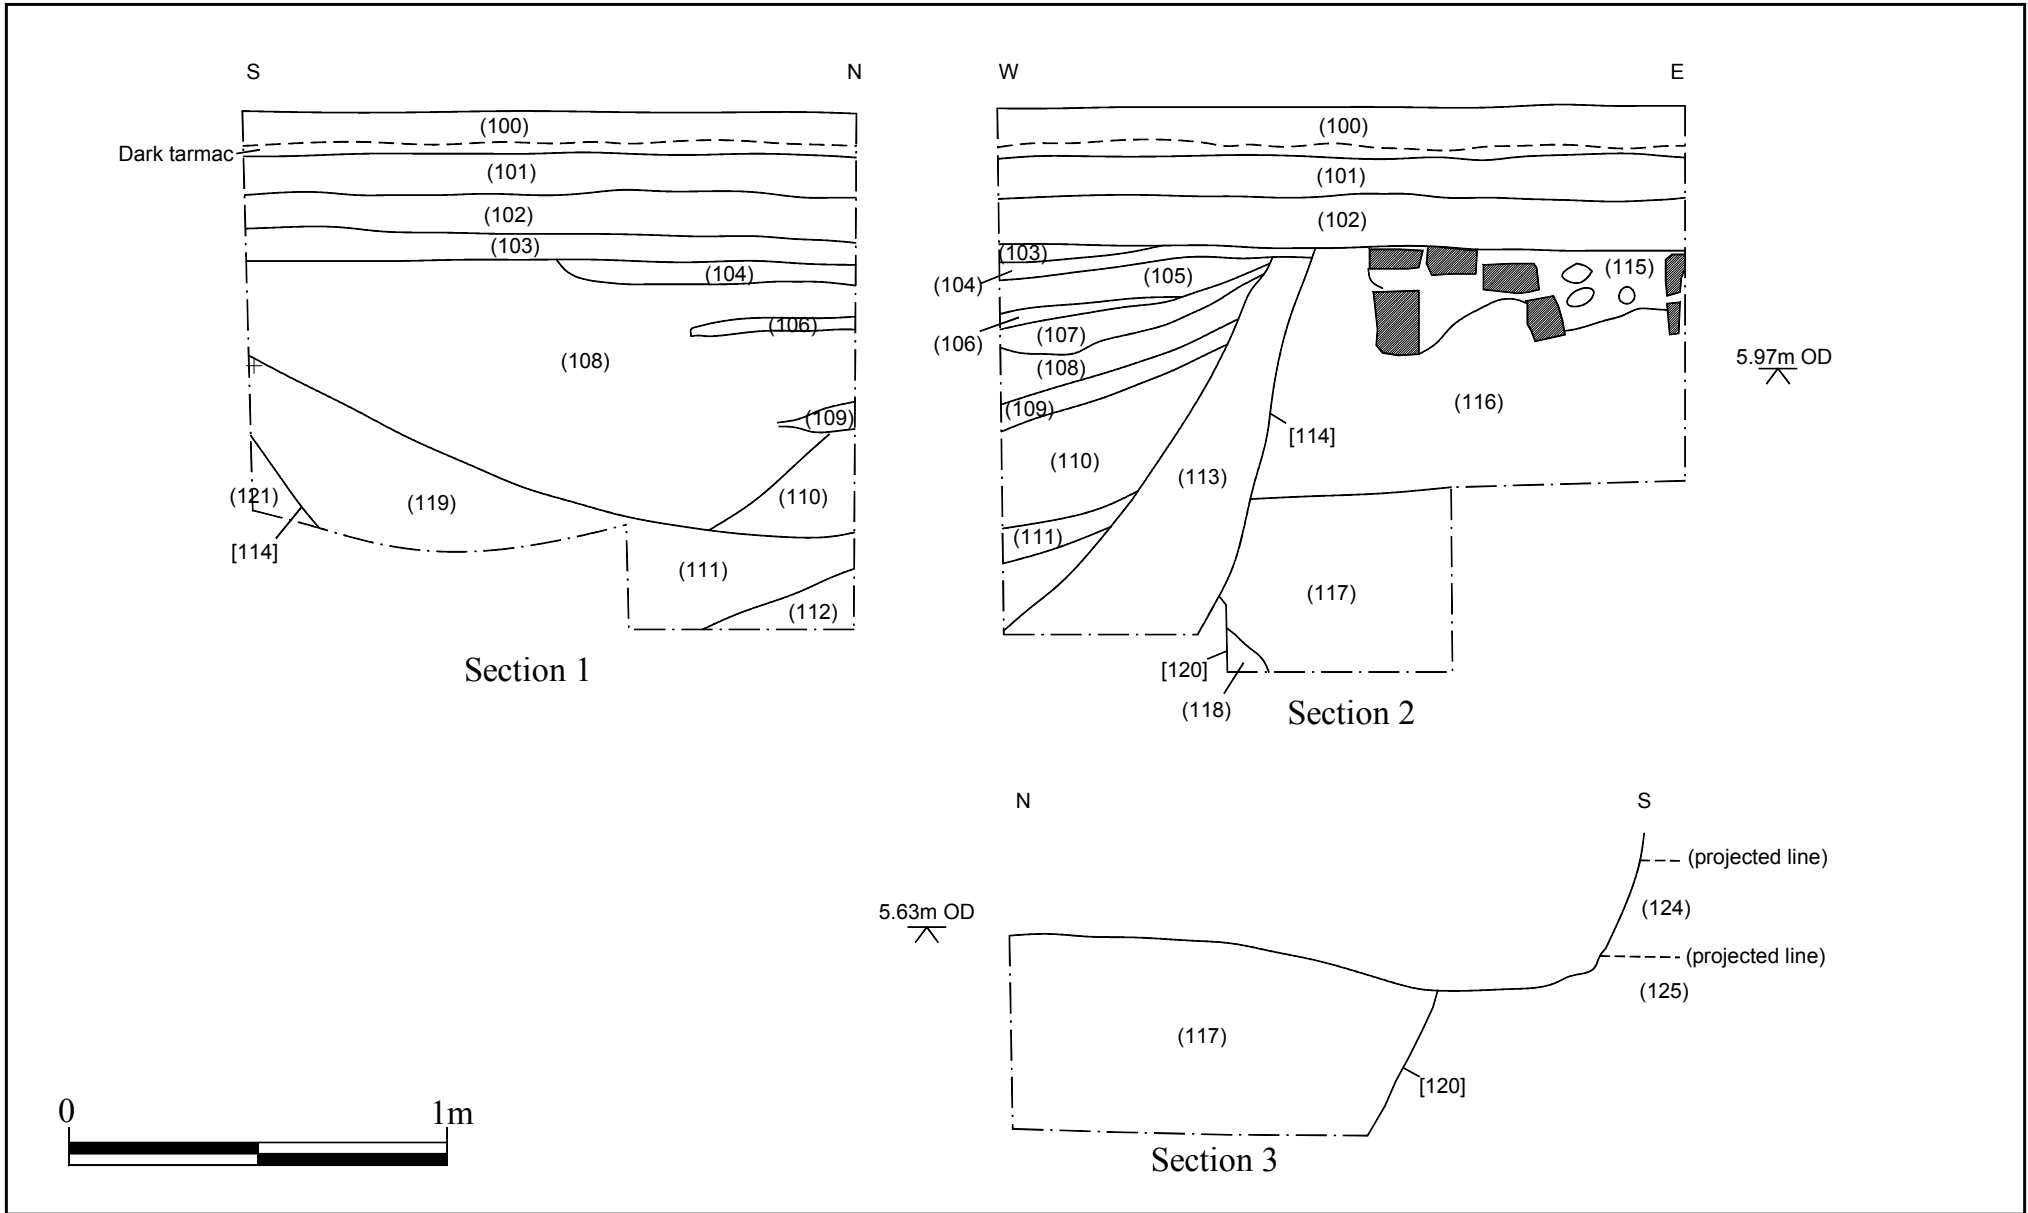 S
N
(100)
Dark tarmac
(101)
(102)
(103)
(104)
(106)
(108)
(109)
(110)
(121)
(119)
[114]
(111)
(112)
Section 1
W
E
(100)
(101)
(102)
(103)
(104)
(105)
(115)
(106)
(107)
(108)
(109)
5.97m OD
(116)
[114]
(110)
(113)
(111)
(117)
[120]
(118)
Section 2
N
S
(projected line)
5.63m OD
(124)
(projected line)
(125)
(117)
[120]
Section 3
0
1m